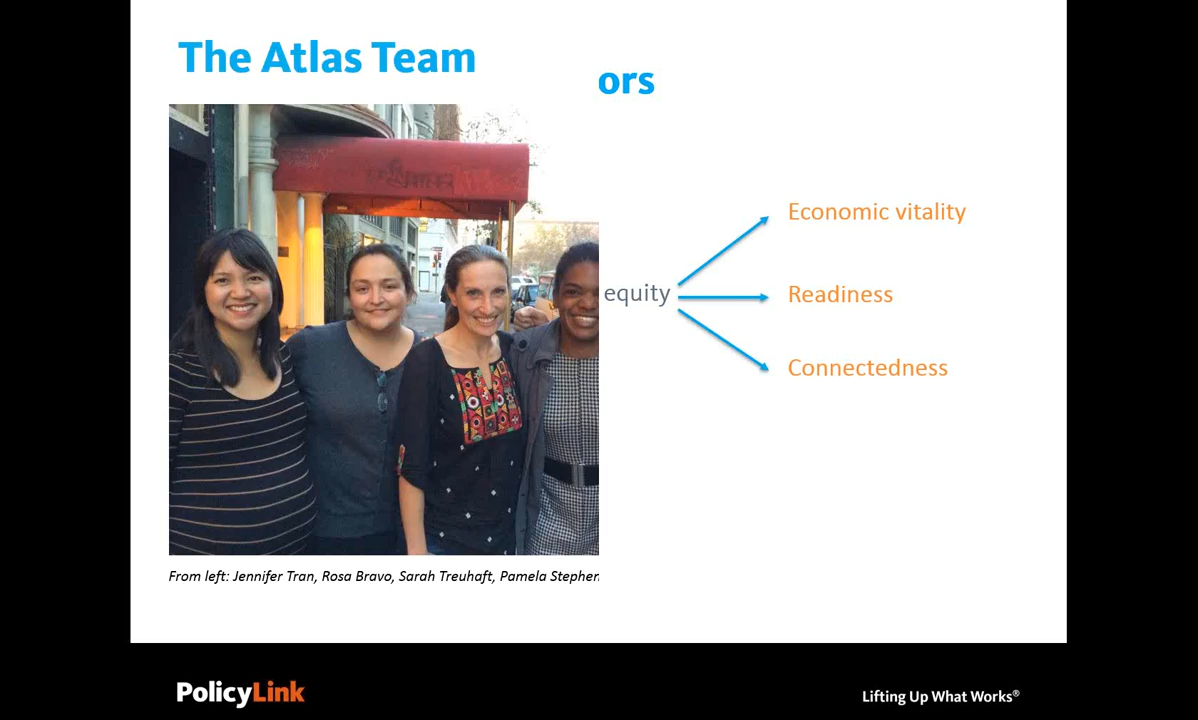 The Atlas Team
ors
Economic vitality
equity
Readiness
Connectedness
From left: Jennifer Tran, Rosa Bravo, Sarah Treuhaft, Pamela Stephen
PolicyLink
Lifting Up What Works®